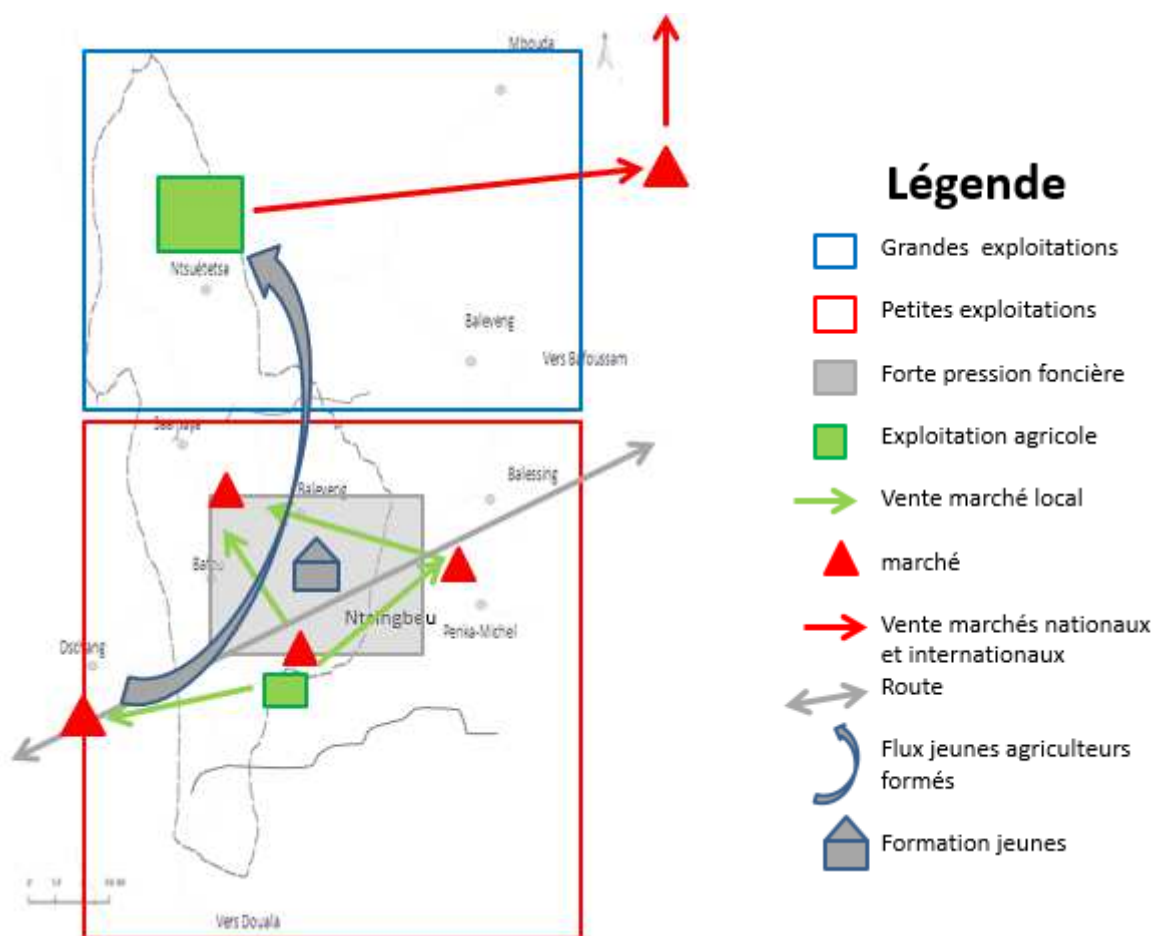 Mbouda
Ntsuétetsa
Baleveng
Vers Bafoussam
Balessing
Baleveng
Bafou
Ntsingbeu
Penka-Michel
Dschang
Vers Douala
Légende
Grandes exploitations
Petites exploitations
Forte pression foncière
Exploitation agricole
Vente marché local
marché
Vente marchés nationaux
et internationaux
Route
Flux jeunes agriculteurs
formés
Formation jeunes